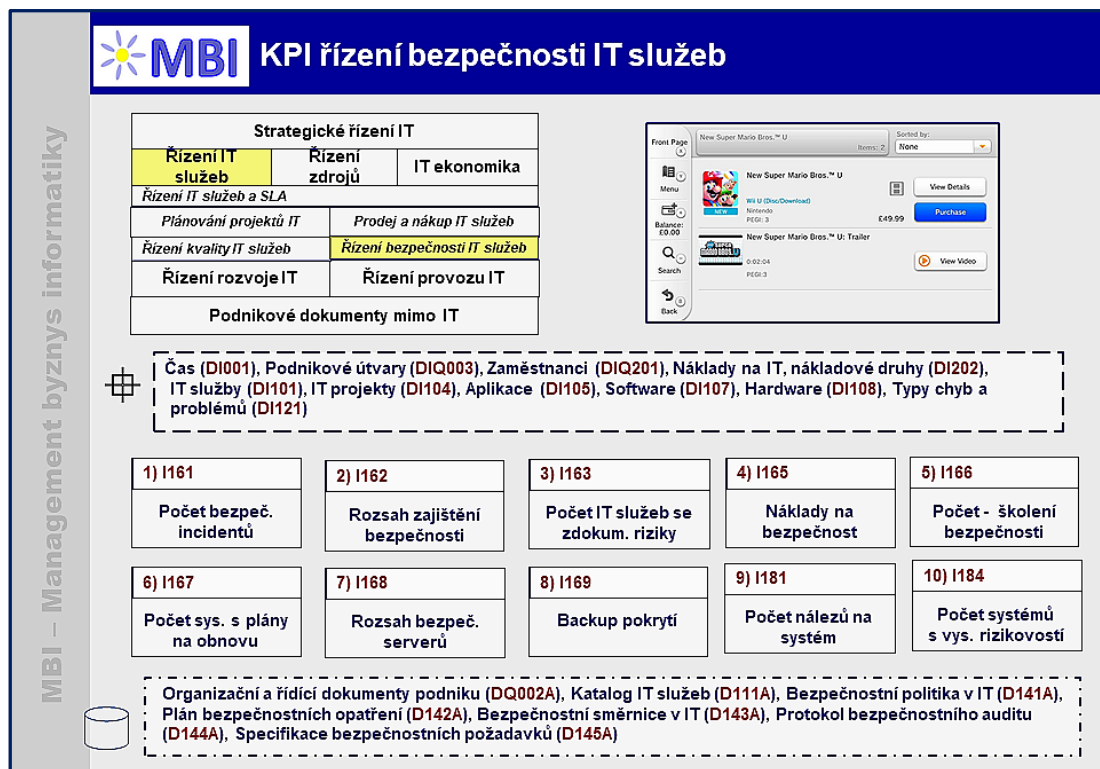 MBI – Management byznys informatiky
MBI
KPI řízení bezpečnosti IT služeb
Strategické řízení IT
Řízení IT
služeb
Řízení
zdrojů
IT ekonomika
Řízení IT služeb a SLA
Plánování projektů IT
Prodej a nákup IT služeb
Řízení kvality IT služeb
Řízení bezpečnosti IT služeb
Řízení rozvoje IT
Řízení provozu IT
Podnikové dokumenty mimo IT
Front Page
New Super Mario Bros.™ U
Items: 2
Sorted by:
None
Menu
Balance:
£0.00
Search
Back
New Super Mario Bros.™ U
Wii U (Disc/Download)
Nintendo
PEGI: 3
NEW
£49.99
View Details
Purchase
New Super Mario Bros.™ U: Trailer
0:02:04
PEGI:3
View Video
Čas (DI001), Podnikové útvary (DIQ003), Zaměstnanci (DIQ201), Náklady na IT, nákladové druhy (DI202),
IT služby (DI101), IT projekty (DI104), Aplikace (DI105), Software (DI107), Hardware (DI108), Typy chyb a
problémů (DI121)
1) I161
Počet bezpeč.
incidentů
2) I162
Rozsah zajištění
bezpečnosti
3) I163
Počet IT služeb se
zdokum. riziky
4) I165
Náklady na
bezpečnost
5) I166
Počet - školení
bezpečnosti
6) I167
Počet sys. s plány
na obnovu
7) I168
Rozsah bezpeč.
serverů
8) I169
Backup pokrytí
9) I181
Počet nálezů na
systém
10) I184
Počet systémů
s vys. rizikovostí
Organizační a řídící dokumenty podniku (DQ002A), Katalog IT služeb (D111A), Bezpečnostní politika v IT (D141A),
Plán bezpečnostních opatření (D142A), Bezpečnostní směrnice v IT (D143A), Protokol bezpečnostního auditu
(D144A), Specifikace bezpečnostních požadavků (D145A)